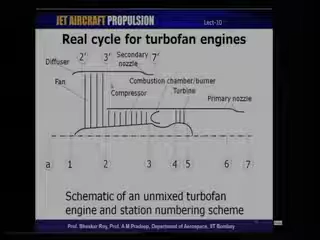 JET AIRCRAFT PROPULSION
Lect-10
Real cycle for turbofan engines
Diffuser 2' 3' Secondary nozzle 7'
Fan
Combustion chamber/burner
Compressor
Turbine
Primary nozzle
a 1 2 3 4 5 6 7
Schematic of an unmixed turbofan
engine and station numbering scheme
Prof. Bhaskar Roy, Prof. A M Pradeep, Department of Aerospace, IIT Bombay